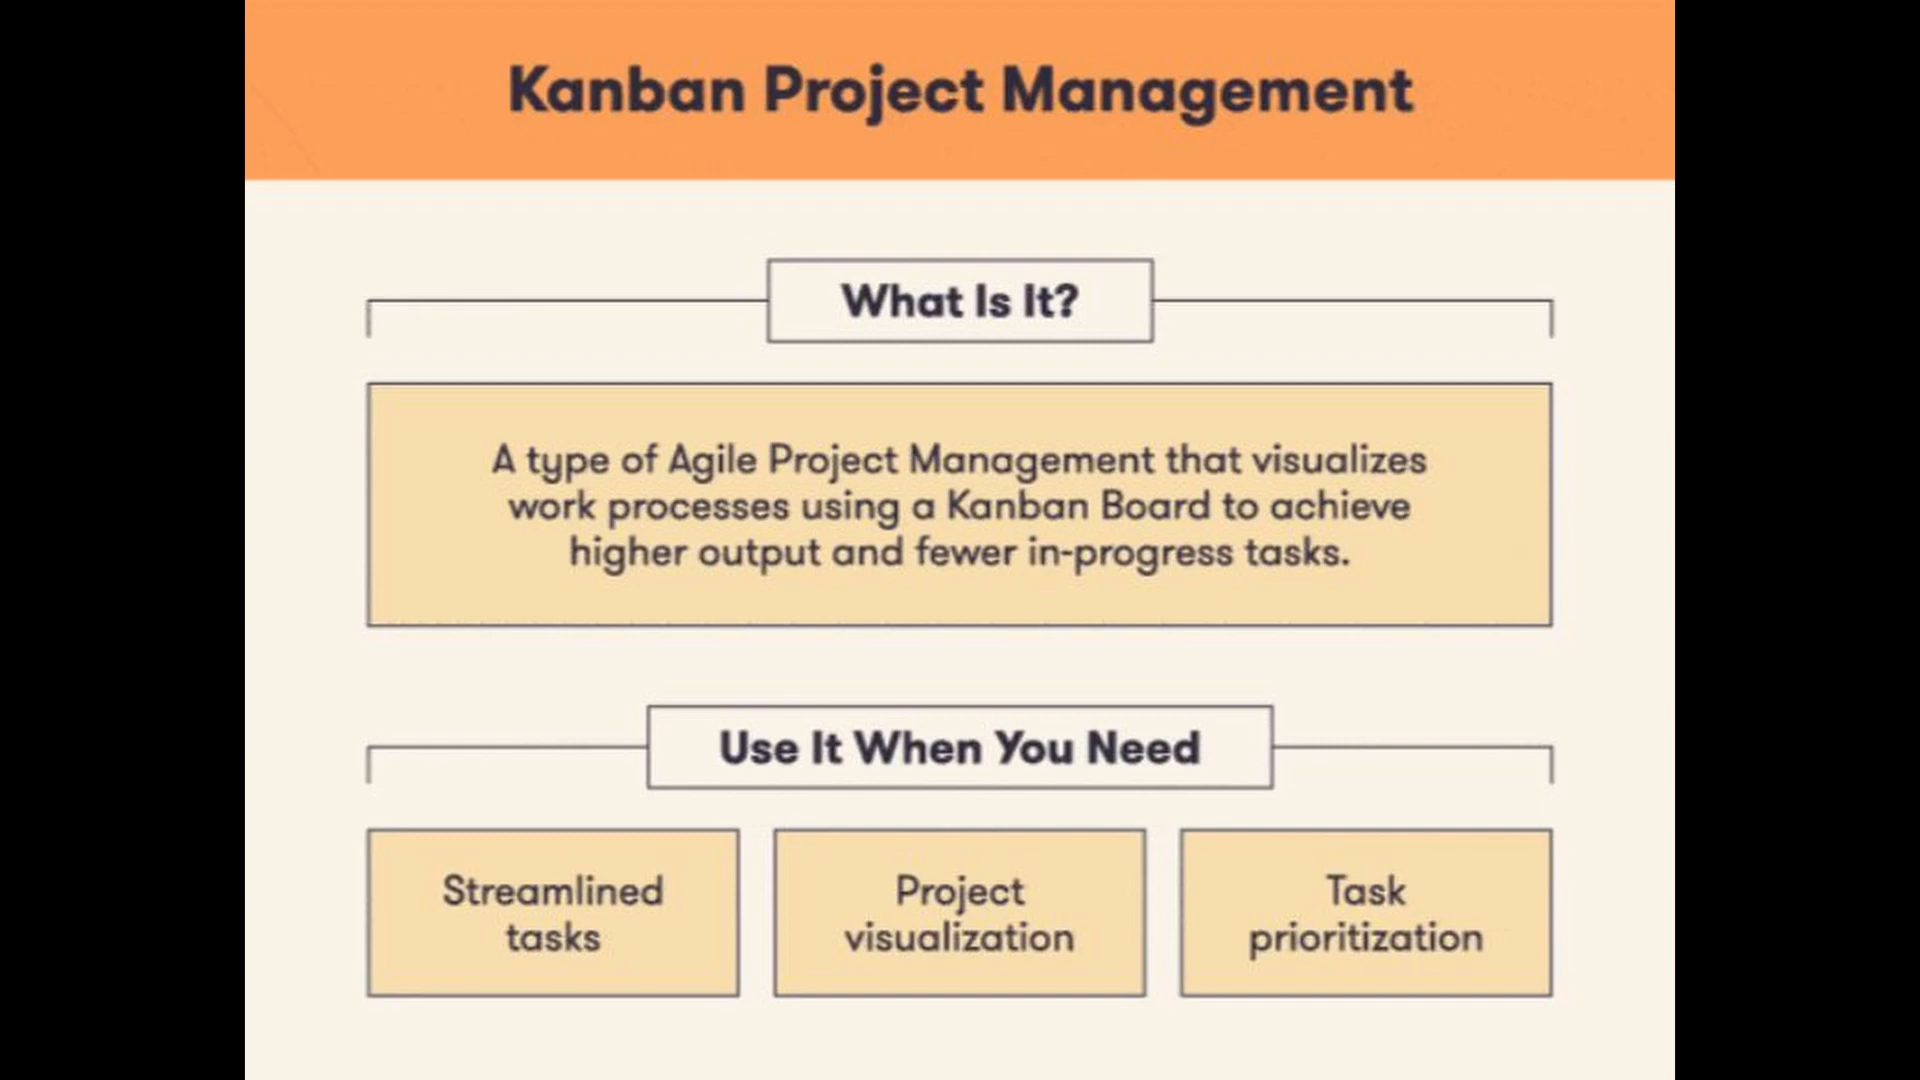 Kanban Project Management
What Is It?
A type of Agile Project Management that visualizes
work processes using a Kanban Board to achieve
higher output and fewer in-progress tasks.
Use It When You Need
Streamlined
tasks
Project
visualization
Task
prioritization